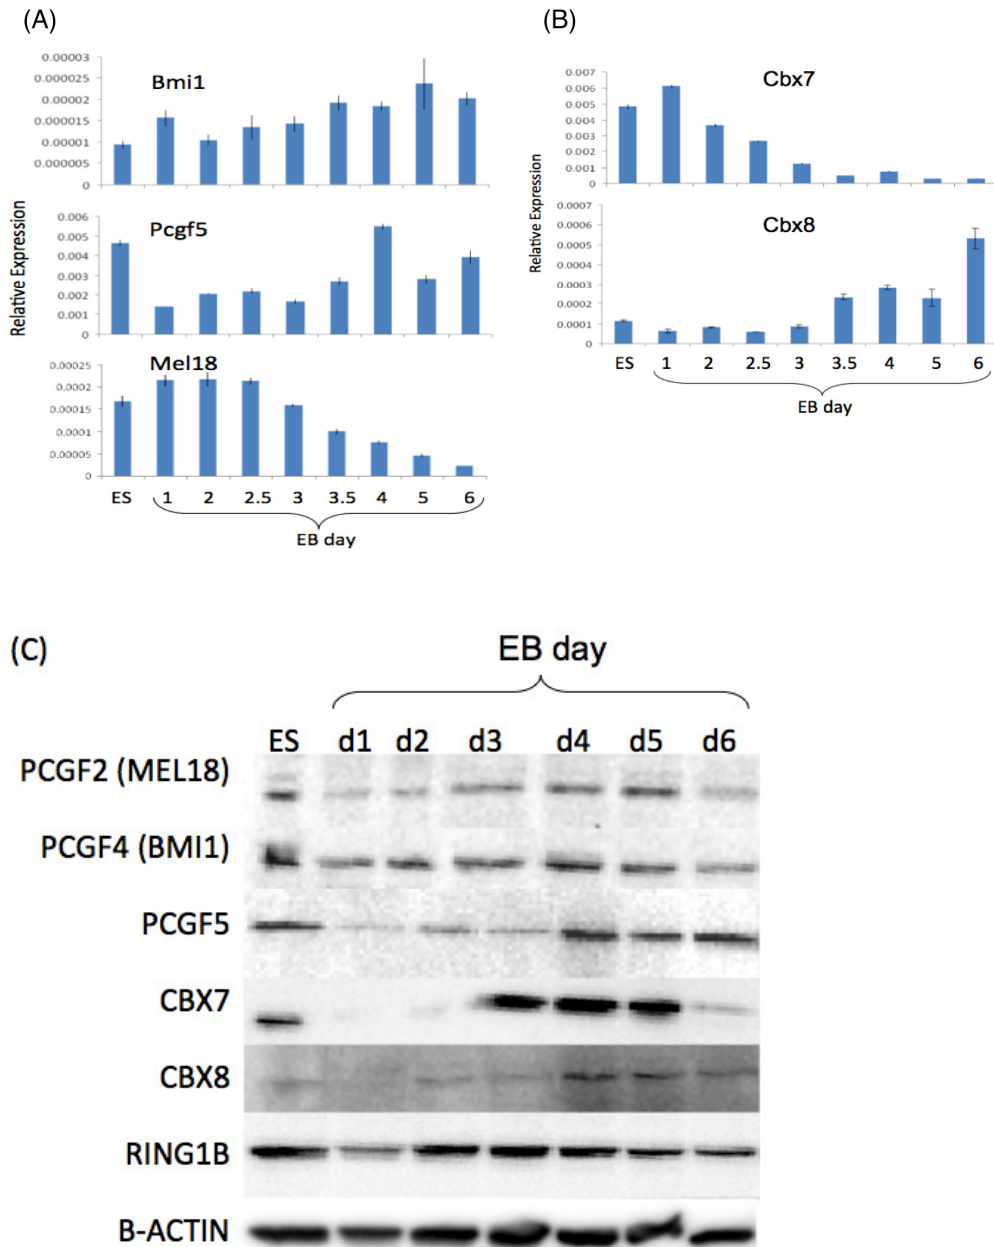 (A)
Relative Expression
Bmi1
0.00003
0.000025
0.00002
0.000015
0.00001
0.000005
0
Pcgf5
0.006
0.005
0.004
0.003
0.002
0.001
0
Mel18
0.00025
0.0002
0.00015
0.0001
0.00005
0
ES 1 2 2.5 3 3.5 4 5 6
EB day
(B)
Relative Expression
Cbx7
0.007
0.006
0.005
0.004
0.003
0.002
0.001
0
Cbx8
0.0007
0.0006
0.0005
0.0004
0.0003
0.0002
0.0001
0
ES 1 2 2.5 3 3.5 4 5 6
EB day
(C)
EB day
ES d1 d2 d3 d4 d5 d6
PCGF2 (MEL18)
PCGF4 (BMI1)
PCGF5
CBX7
CBX8
RING1B
B-ACTIN